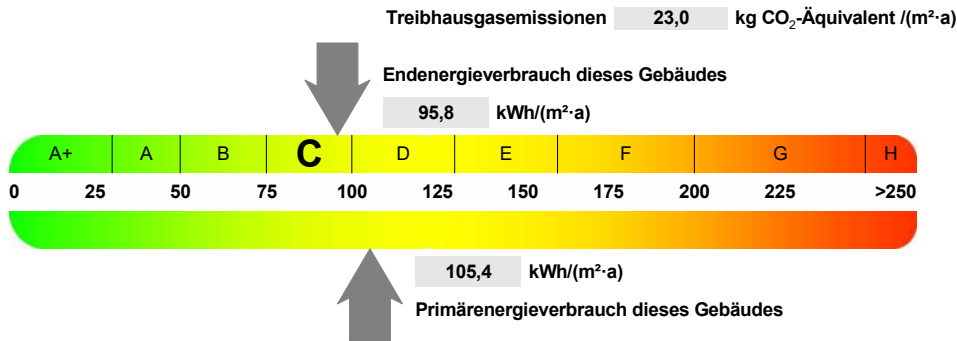 Treibhausgasemissionen 23,0 kg CO₂-Äquivalent /(m²·a)
Endenergieverbrauch dieses Gebäudes
95,8 kWh/(m²·a)
A+ A B C D E F G H
0 25 50 75 100 125 150 175 200 225 >250
105,4 kWh/(m²·a)
Primärenergieverbrauch dieses Gebäudes